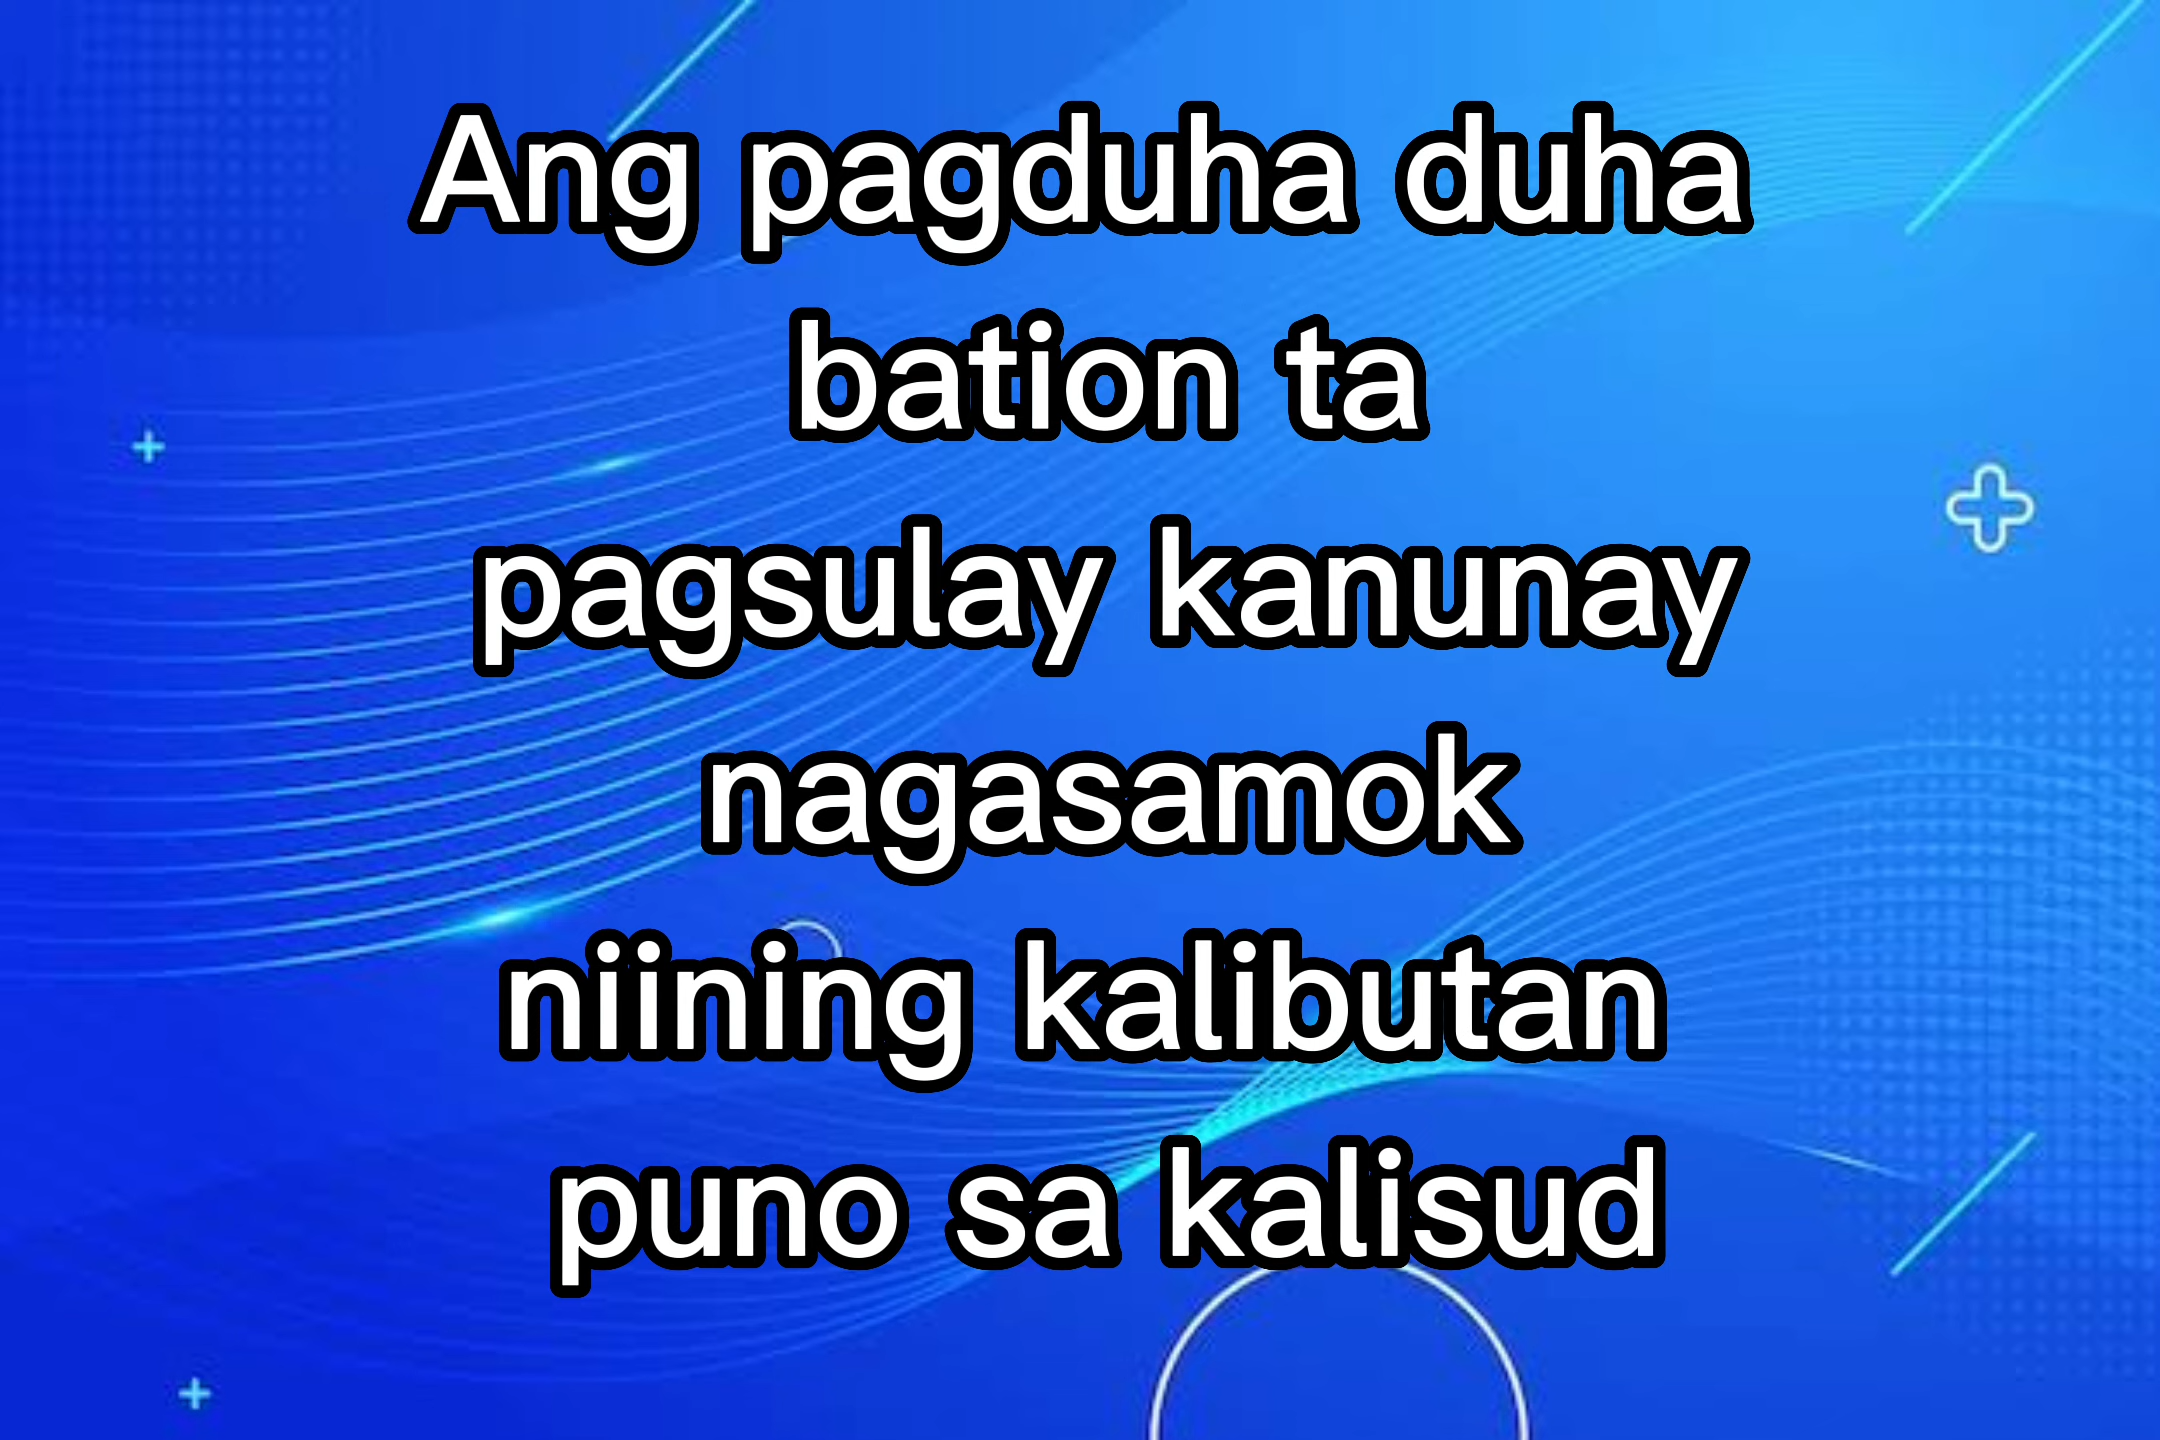 Ang pagduha duha
bation ta
pagsulay kanunay
nagasamok
niining kalibutan
puno sa kalisud